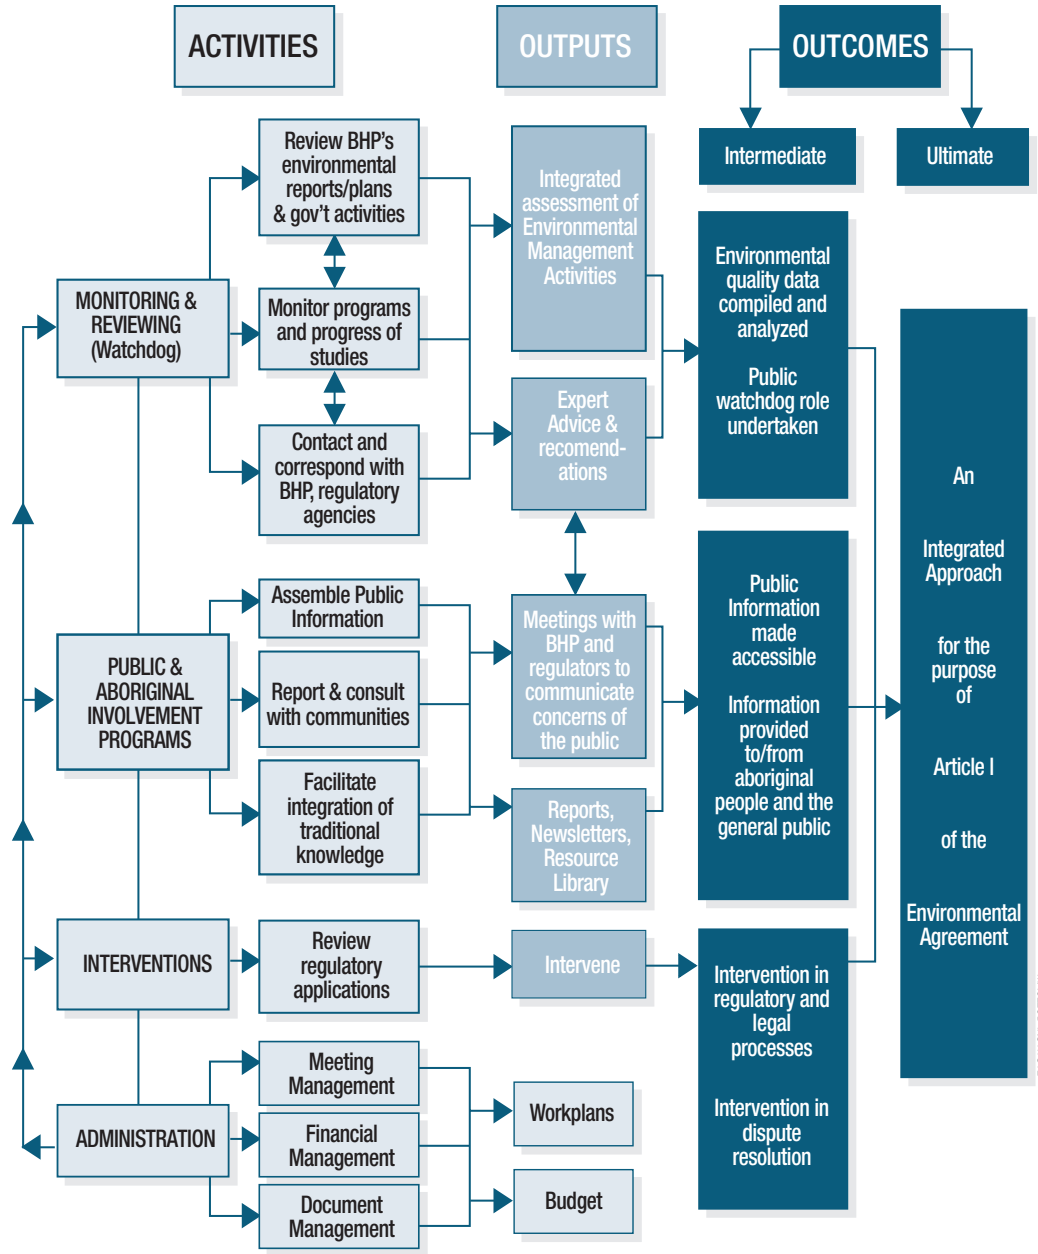 ACTIVITIES
OUTPUTS
OUTCOMES
Intermediate
Ultimate
MONITORING &
REVIEWING
(Watchdog)
Review BHP's
environmental
reports/plans
& gov't activities
Monitor programs
and progress of
studies
Contact and
correspond with
BHP, regulatory
agencies
Integrated
assessment of
Environmental
Management
Activities
Expert
Advice &
recomend-
ations
Environmental
quality data
compiled and
analyzed
Public
watchdog role
undertaken
PUBLIC &
ABORIGINAL
INVOLVEMENT
PROGRAMS
Assemble Public
Information
Report & consult
with communities
Facilitate
integration of
traditional
knowledge
Meetings with
BHP and
regulators to
communicate
concerns of
the public
Reports,
Newsletters,
Resource
Library
Public
Information
made
accessible
Information
provided
to/from
aboriginal
people and the
general public
INTERVENTIONS
Review
regulatory
applications
Intervene
Intervention in
regulatory and
legal
processes
Intervention in
dispute
resolution
ADMINISTRATION
Meeting
Management
Financial
Management
Document
Management
Workplans
Budget
An
Integrated
Approach
for the
purpose
of
Article I
of the
Environmental
Agreement